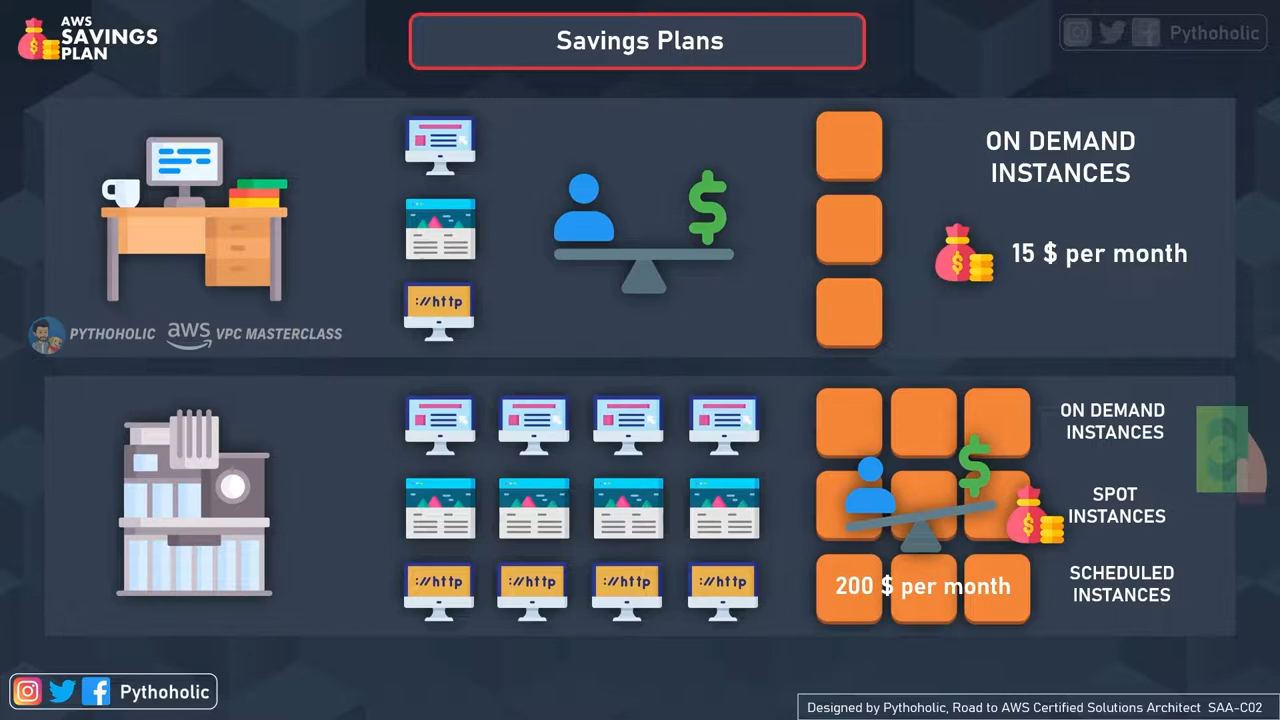 AWS
SAVINGS
PLAN
Savings Plans
Pythoholic
ON DEMAND
INSTANCES
15 $ per month
://http
PYTHOHOLIC aws VPC MASTERCLASS
ON DEMAND
INSTANCES
SPOT
INSTANCES
://http ://http ://http ://http
200 $ per month
SCHEDULED
INSTANCES
Pythoholic
Designed by Pythoholic, Road to AWS Certified Solutions Architect SAA-C02